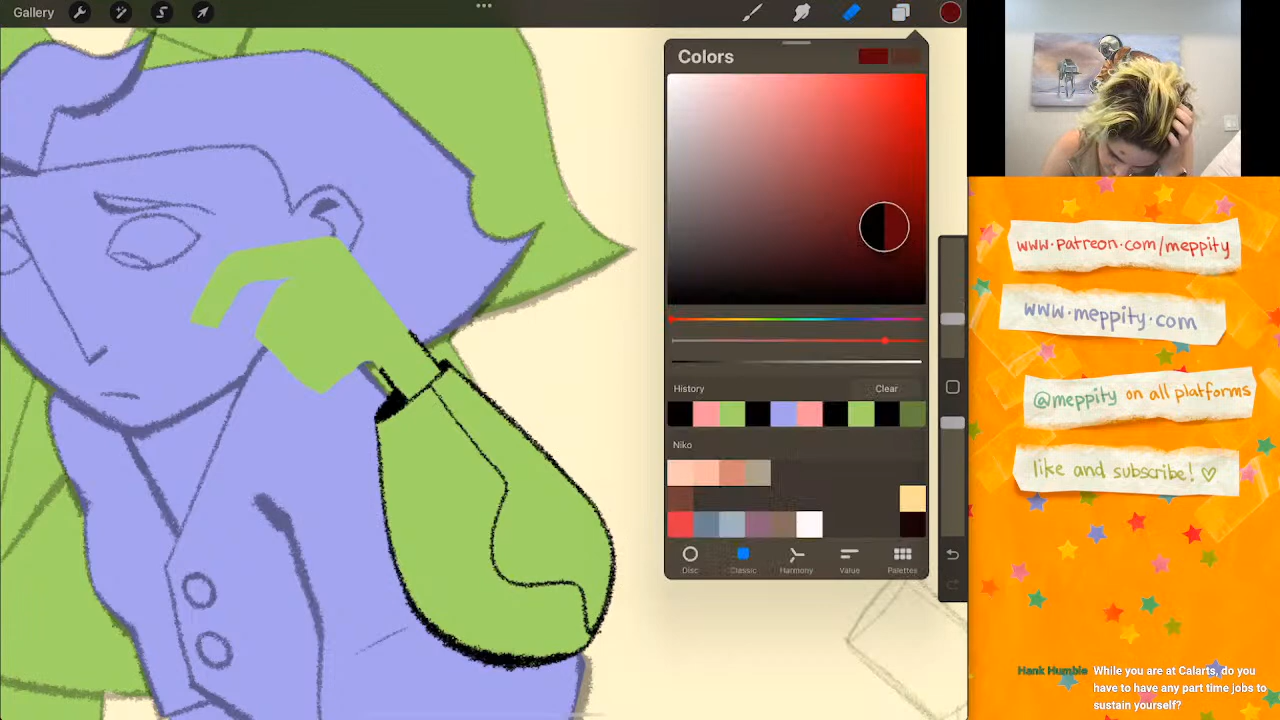 Gallery
Colors
History
Clear
Niko
Disc
Classic
Harmony
Value
Palettes
www.patreon.com/meppity
www.meppity.com
@meppity on all platforms
like and subscribe! ♡
Hank Humble While you are at Calarts, do you
have to have any part time jobs to
sustain yourself?